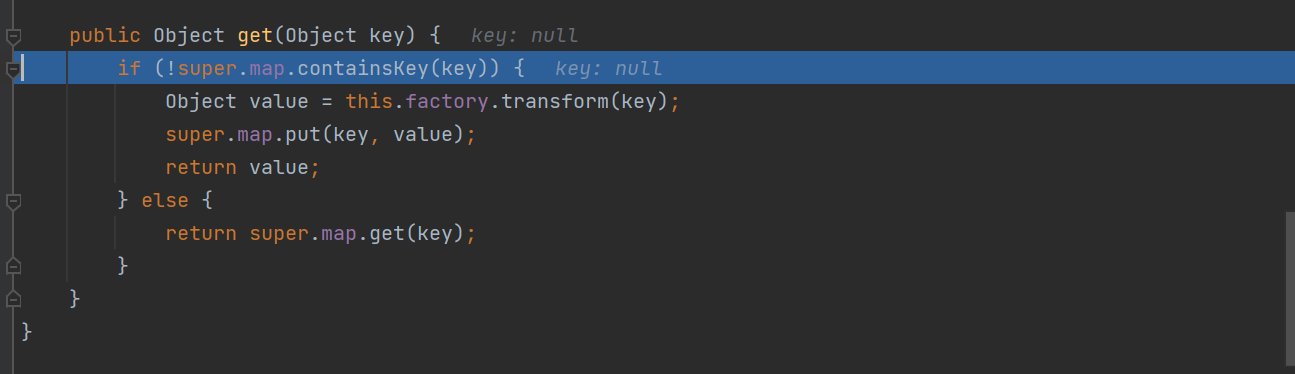 public Object get(Object key) {  key: null
if (!super.map.containsKey(key)) {  key: null
Object value = this.factory.transform(key);
super.map.put(key, value);
return value;
} else {
return super.map.get(key);
}
}
}